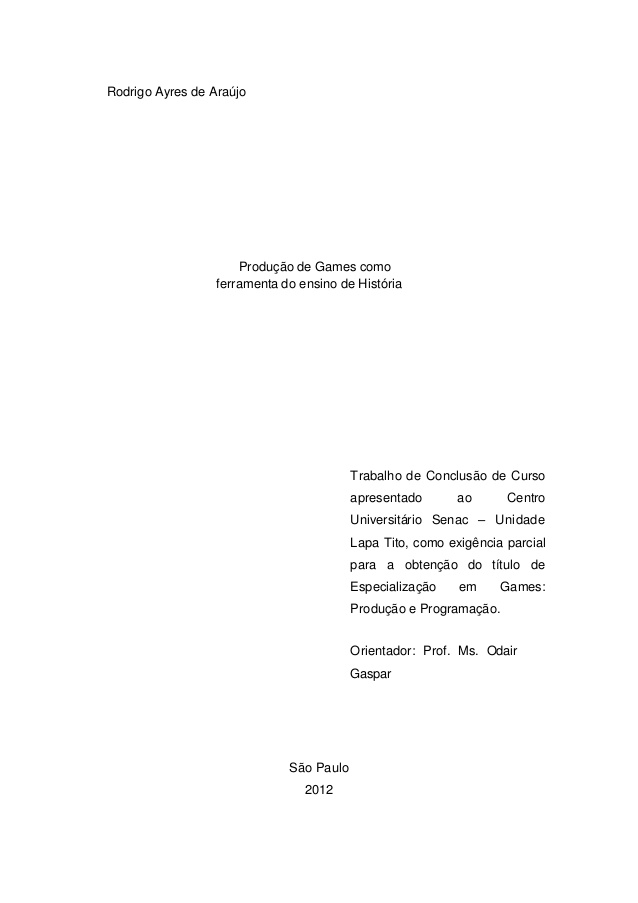 Rodrigo Ayres de Araújo
Produção de Games como
ferramenta do ensino de História
Trabalho de Conclusão de Curso
apresentado ao Centro
Universitário Senac – Unidade
Lapa Tito, como exigência parcial
para a obtenção do título de
Especialização em Games:
Produção e Programação.
Orientador: Prof. Ms. Odair
Gaspar
São Paulo
2012